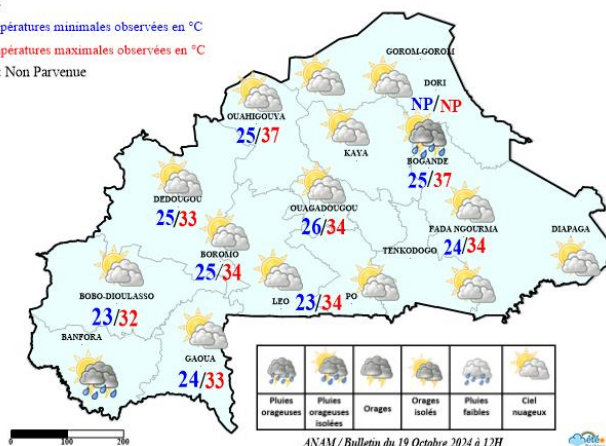 pératures minimales observées en °C
pératures maximales observées en °C
: Non Parvenue
GOROM-GOROM
DORI
NP/NP
OUAHIGOUYA
25/37
KAYA
BOGANDE
25/37
DEDOUGOU
25/33
OUAGADOUGOU
26/34
FADA NGOURMA
24/34
DIAPAGA
BOROMO
25/34
TENKODOGO
BOBO-DIOULASSO
23/32
LEO 23/34 PO
BANFORA
GAOUA
24/33
Pluies orageuses
Pluies orageuses isolées
Orages
Orages isolés
Pluies faibles
Ciel nuageux
0 100 200
ANAM / Bulletin du 19 Octobre 2024 à 12H